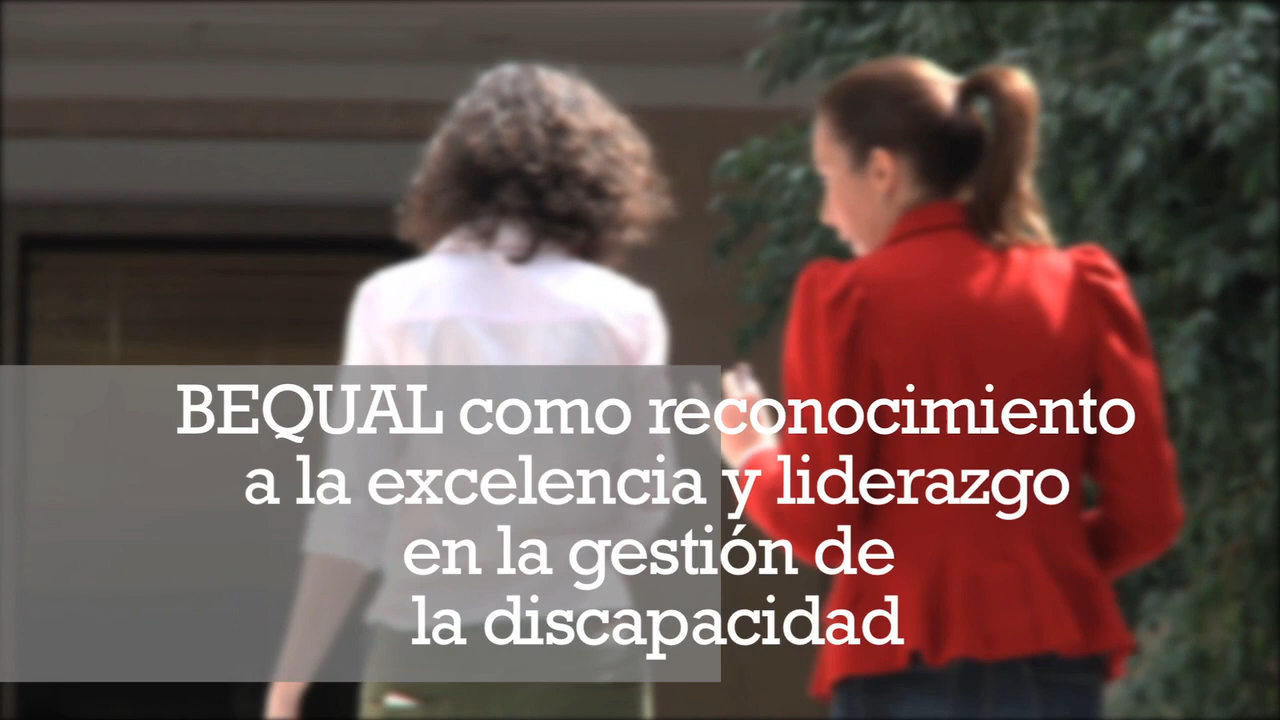 BEQUAL como reconocimiento
a la excelencia y liderazgo
en la gestión de
la discapacidad